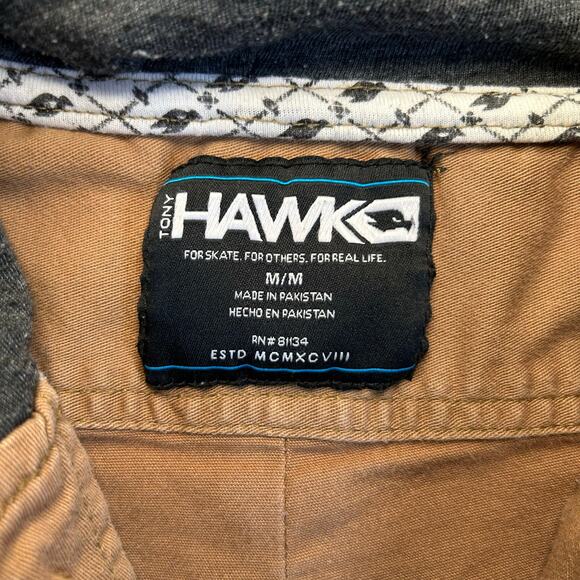 TONY HAWK
FOR SKATE. FOR OTHERS. FOR REAL LIFE.
M/M
MADE IN PAKISTAN
HECHO EN PAKISTAN
RN# 81134
ESTD MCMXCVIII